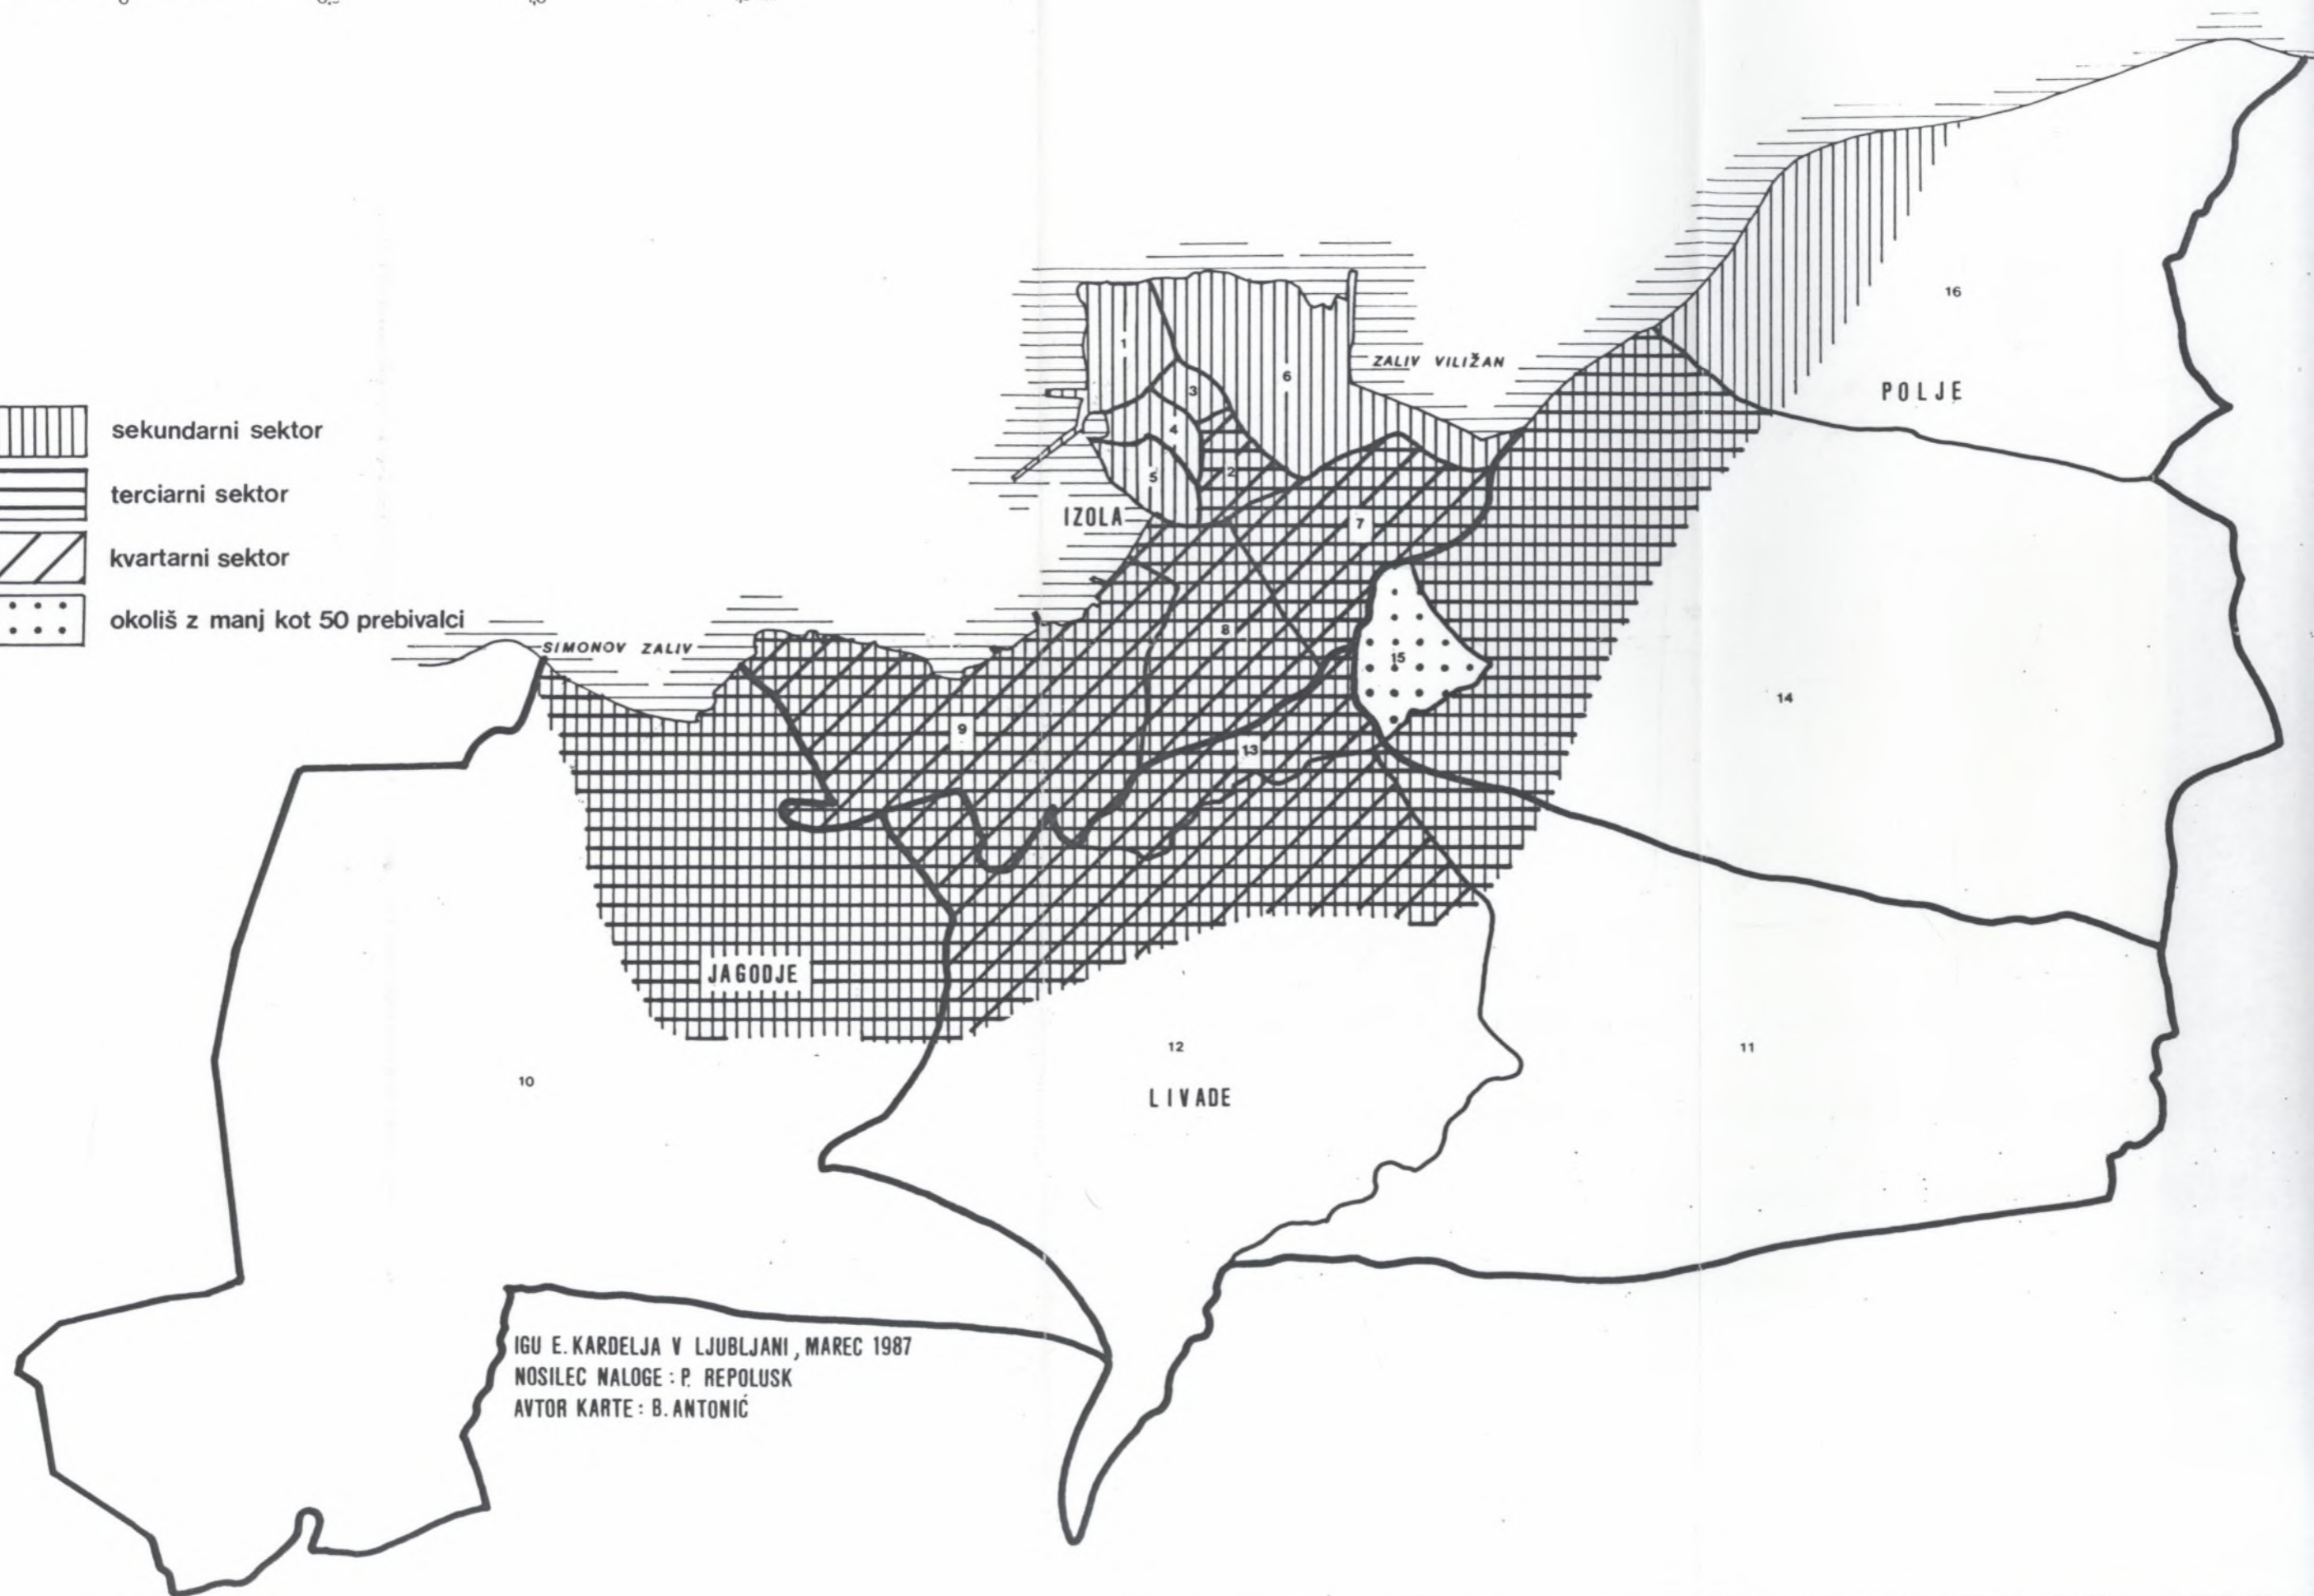 16
1
6
ZALIV VILIŽAN
3
POLJE
sekundarni sektor
4
2
5
terciarni sektor
IZOLA
7
kvartarni sektor
okoliš z manj kot 50 prebivalci
8
SIMONOV ZALIV
15
14
9
13
JAGODJE
12
11
10
LIVADE
IGU E. KARDELJA V LJUBLJANI, MAREC 1987
NOSILEC NALOGE : P. REPOLUSK
AVTOR KARTE : B. ANTONIĆ